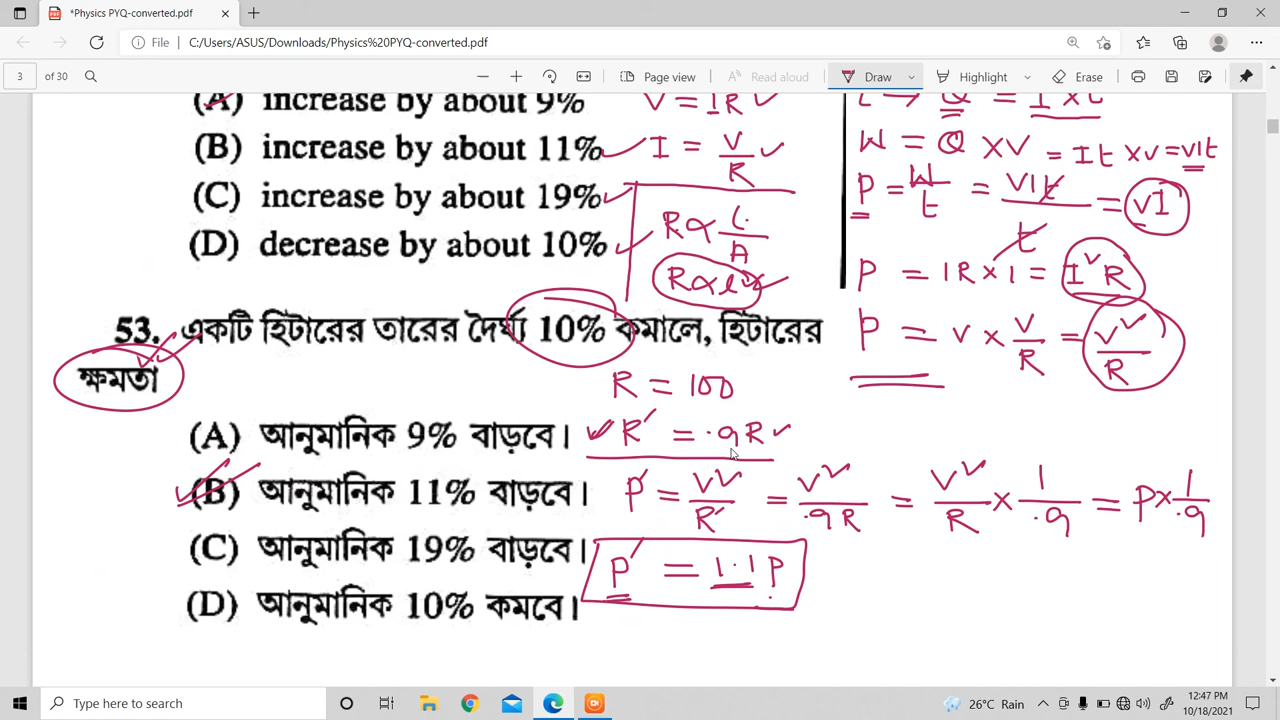 *Physics PYQ-converted.pdf
File C:/Users/ASUS/Downloads/Physics%20PYQ-converted.pdf
3 of 30 Page view Read aloud Draw Highlight Erase
(A) increase by about 9%
(B) increase by about 11%
(C) increase by about 19%
(D) decrease by about 10%
V = IR
I = V/R
R ∝ l/A
R ∝ l
Q = I × t
W = Q × V = It × V = VIt
P = W/t = VIt/t = VI
P = IR × I = I²R
P = V × V/R = V²/R
53. একটি হিটারের তারের দৈর্ঘ্য 10% কমালে, হিটারের
ক্ষমতা
R = 100
(A) আনুমানিক 9% বাড়বে।
R' = .9R
(B) আনুমানিক 11% বাড়বে।
P' = V²/R' = V²/.9R = V²/R × 1/.9 = P × 1/.9
(C) আনুমানিক 19% বাড়বে।
P' = 1.1 P
(D) আনুমানিক 10% কমবে।
Type here to search
26°C Rain
12:47 PM
10/18/2021